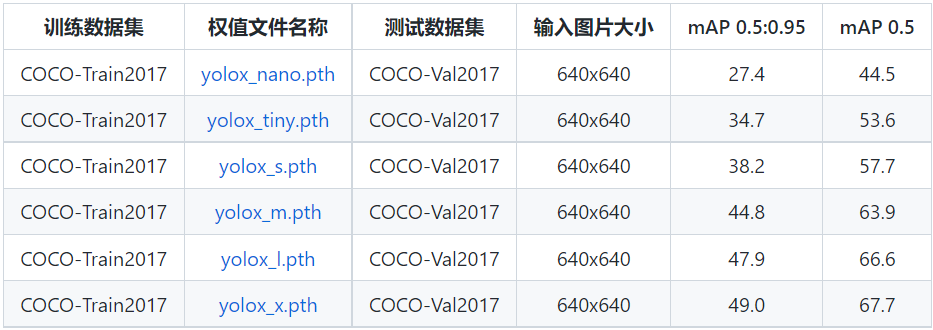 训练数据集 权值文件名称 测试数据集 输入图片大小 mAP 0.5:0.95 mAP 0.5
COCO-Train2017 yolox_nano.pth COCO-Val2017 640x640 27.4 44.5
COCO-Train2017 yolox_tiny.pth COCO-Val2017 640x640 34.7 53.6
COCO-Train2017 yolox_s.pth COCO-Val2017 640x640 38.2 57.7
COCO-Train2017 yolox_m.pth COCO-Val2017 640x640 44.8 63.9
COCO-Train2017 yolox_l.pth COCO-Val2017 640x640 47.9 66.6
COCO-Train2017 yolox_x.pth COCO-Val2017 640x640 49.0 67.7